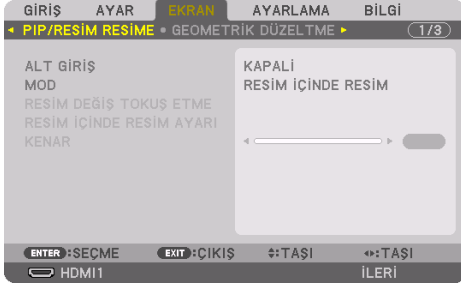 GİRİŞ AYAR EKRAN AYARLAMA BİLGİ
PIP/RESİM RESİME • GEOMETRİK DÜZELTME 1/3
ALT GİRİŞ KAPALI
MOD RESİM İÇİNDE RESİM
RESİM DEĞİŞ TOKUŞ ETME
RESİM İÇİNDE RESİM AYARI
KENAR
ENTER :SEÇME EXIT :ÇIKIŞ :TAŞI :TAŞI
HDMI1 İLERİ